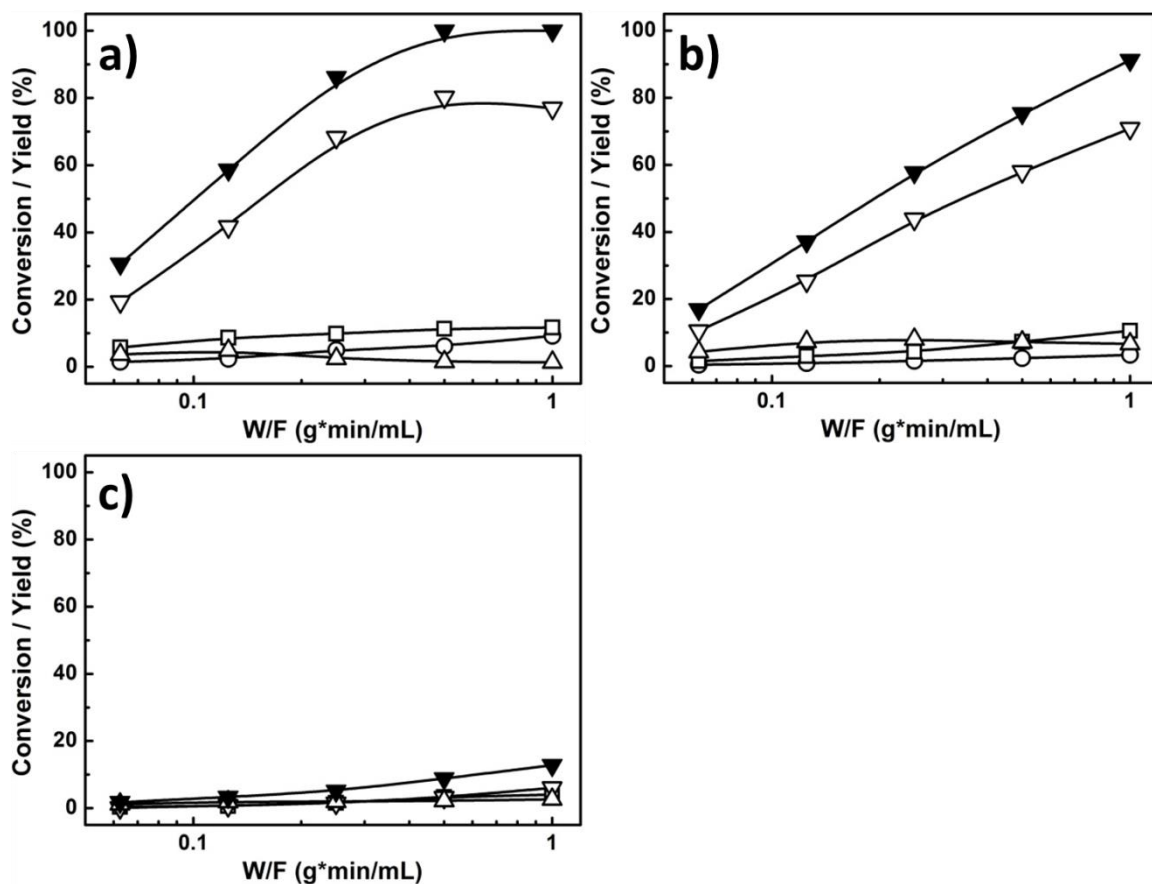 a)
Conversion / Yield (%)
100
80
60
40
20
0
0.1
1
W/F (g*min/mL)
b)
Conversion / Yield (%)
100
80
60
40
20
0
0.1
1
W/F (g*min/mL)
c)
Conversion / Yield (%)
100
80
60
40
20
0
0.1
1
W/F (g*min/mL)